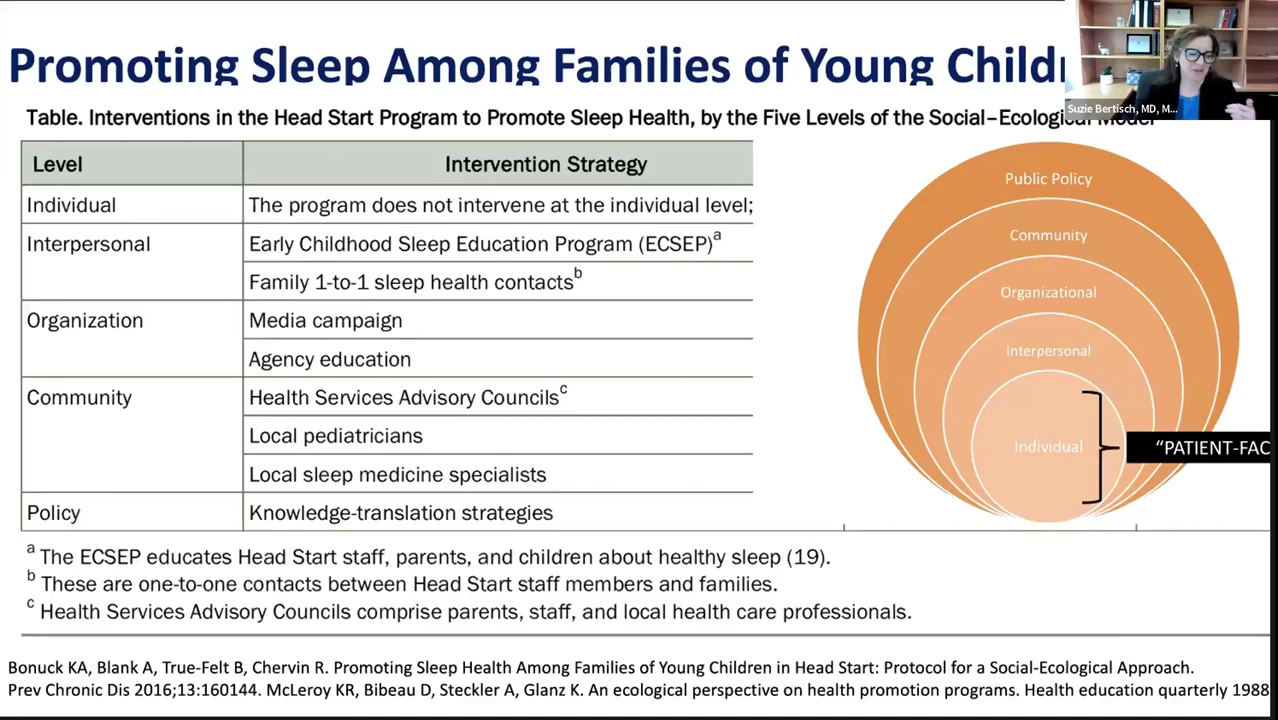 Promoting Sleep Among Families of Young Childr
Suzie Bertisch, MD, M...
Table. Interventions in the Head Start Program to Promote Sleep Health, by the Five Levels of the Social–Ecological Model
Level Intervention Strategy
Individual The program does not intervene at the individual level;
Interpersonal Early Childhood Sleep Education Program (ECSEP)a
Family 1-to-1 sleep health contactsb
Organization Media campaign
Agency education
Community Health Services Advisory Councilsc
Local pediatricians
Local sleep medicine specialists
Policy Knowledge-translation strategies
Public Policy
Community
Organizational
Interpersonal
Individual
“PATIENT-FAC
a The ECSEP educates Head Start staff, parents, and children about healthy sleep (19).
b These are one-to-one contacts between Head Start staff members and families.
c Health Services Advisory Councils comprise parents, staff, and local health care professionals.
Bonuck KA, Blank A, True-Felt B, Chervin R. Promoting Sleep Health Among Families of Young Children in Head Start: Protocol for a Social-Ecological Approach.
Prev Chronic Dis 2016;13:160144. McLeroy KR, Bibeau D, Steckler A, Glanz K. An ecological perspective on health promotion programs. Health education quarterly 1988